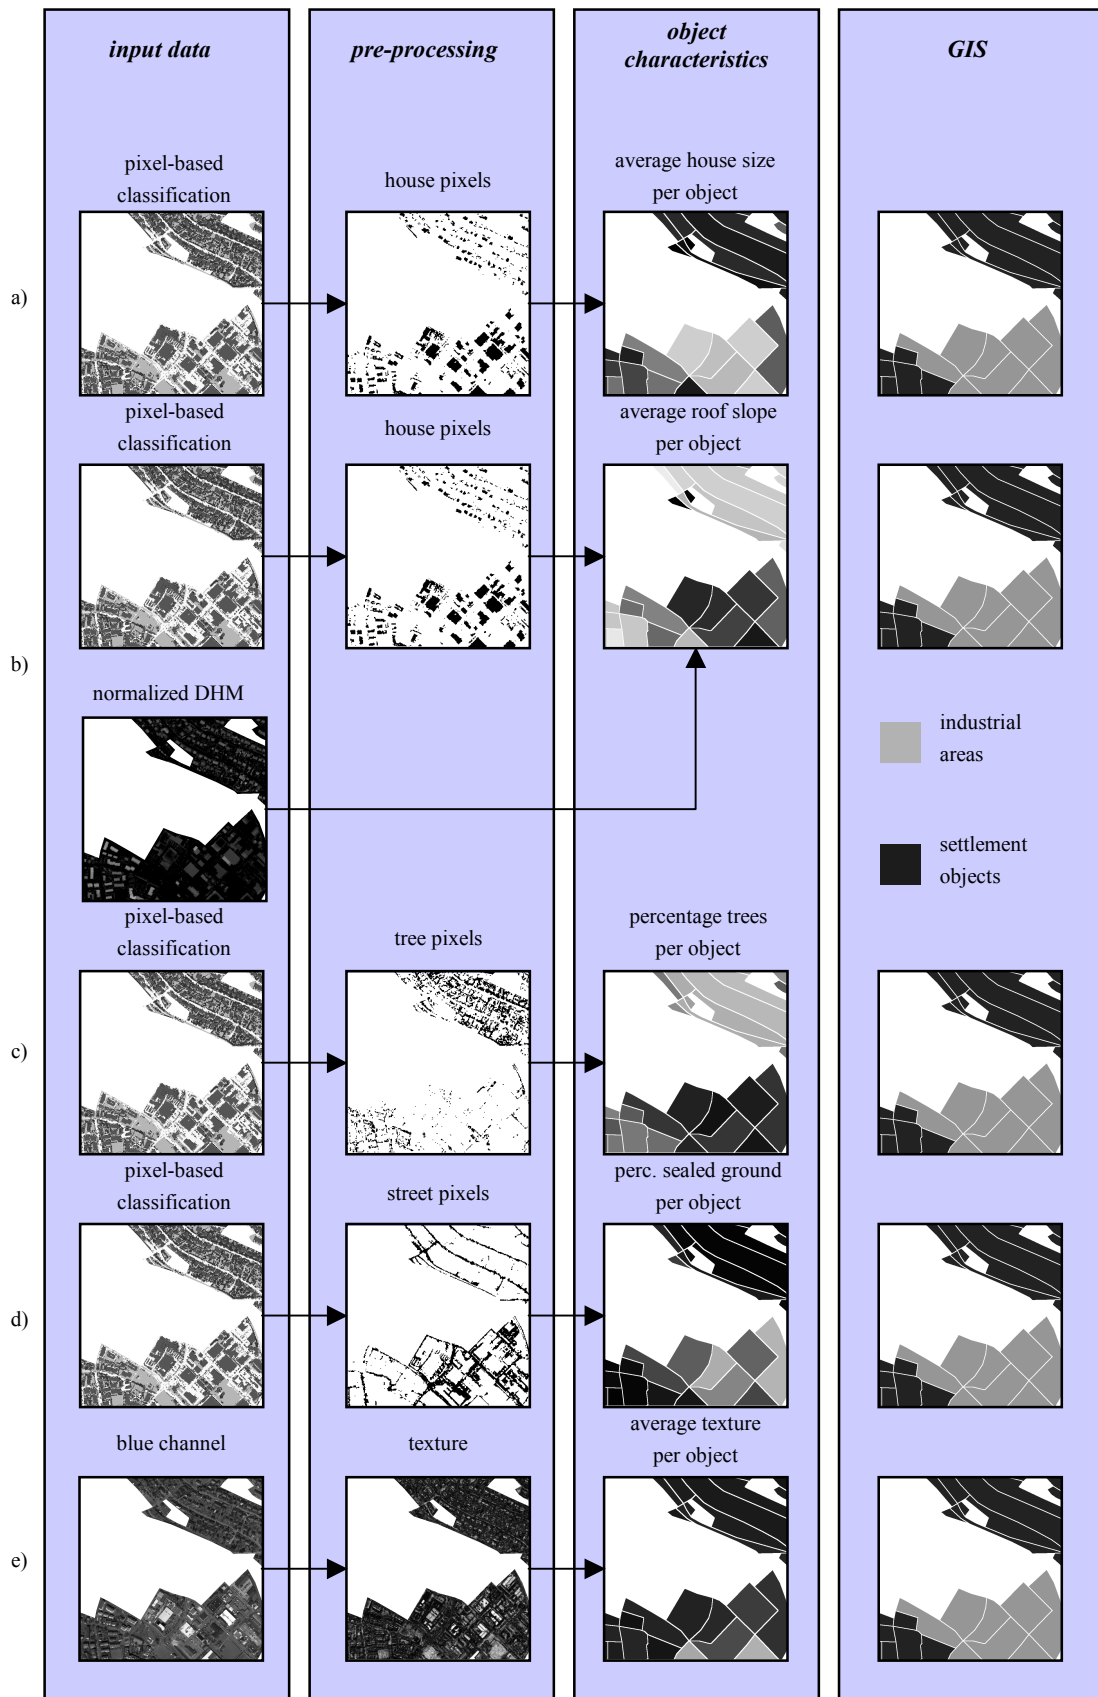 input data
pre-processing
object
characteristics
GIS
pixel-based
classification
house pixels
average house size
per object
a)
pixel-based
classification
house pixels
average roof slope
per object
b)
normalized DHM
industrial
areas
settlement
objects
pixel-based
classification
tree pixels
percentage trees
per object
c)
pixel-based
classification
street pixels
perc. sealed ground
per object
d)
blue channel
texture
average texture
per object
e)